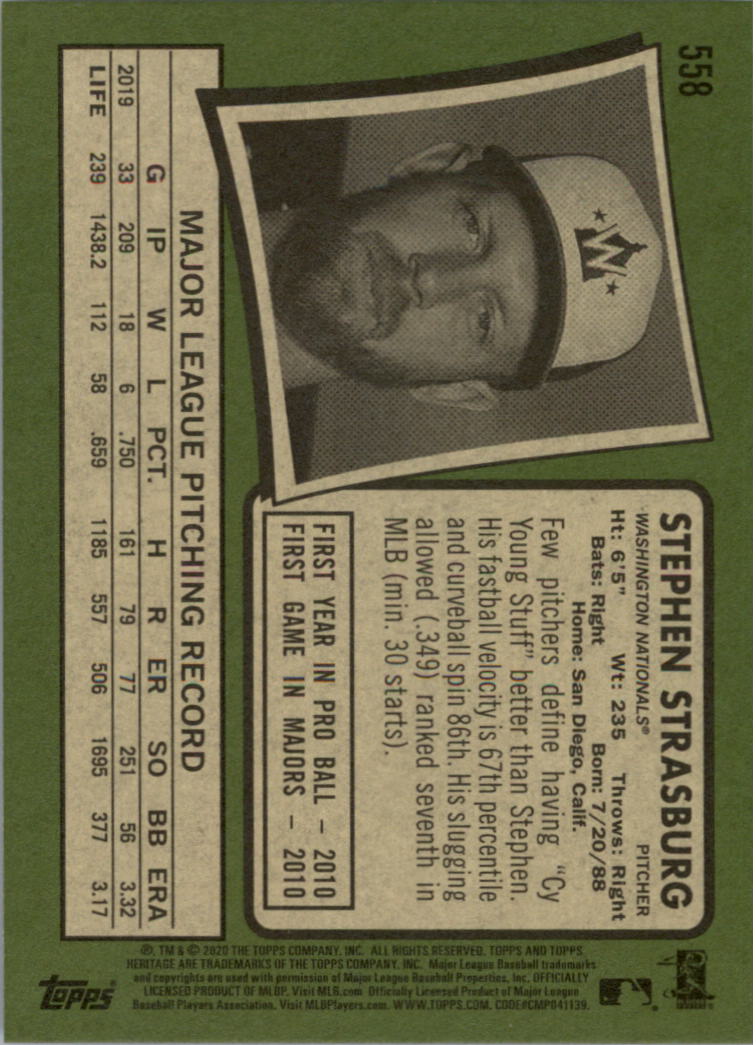 558
W
STEPHEN STRASBURG
WASHINGTON NATIONALS® PITCHER
Ht: 6'5" Wt: 235 Throws: Right
Bats: Right Born: 7/20/88
Home: San Diego, Calif.
Few pitchers define having "Cy
Young Stuff" better than Stephen.
His fastball velocity is 67th percentile
and curveball spin 86th. His slugging
allowed (.349) ranked seventh in
MLB (min. 30 starts).
FIRST YEAR IN PRO BALL – 2010
FIRST GAME IN MAJORS – 2010
MAJOR LEAGUE PITCHING RECORD
G IP W L PCT. H R ER SO BB ERA
2019 33 209 18 6 .750 161 79 77 251 56 3.32
LIFE 239 1438.2 112 58 .659 1185 557 506 1695 377 3.17
®, TM & © 2020 THE TOPPS COMPANY, INC. ALL RIGHTS RESERVED. TOPPS AND TOPPS
HERITAGE ARE TRADEMARKS OF THE TOPPS COMPANY, INC. Major League Baseball trademarks
and copyrights are used with permission of Major League Baseball Properties, Inc. OFFICIALLY
LICENSED PRODUCT OF MLBP. Visit MLB.com Officially Licensed Product of Major League
Baseball Players Association. Visit MLBPlayers.com. WWW.TOPPS.COM. CODE#CMP041139.
topps